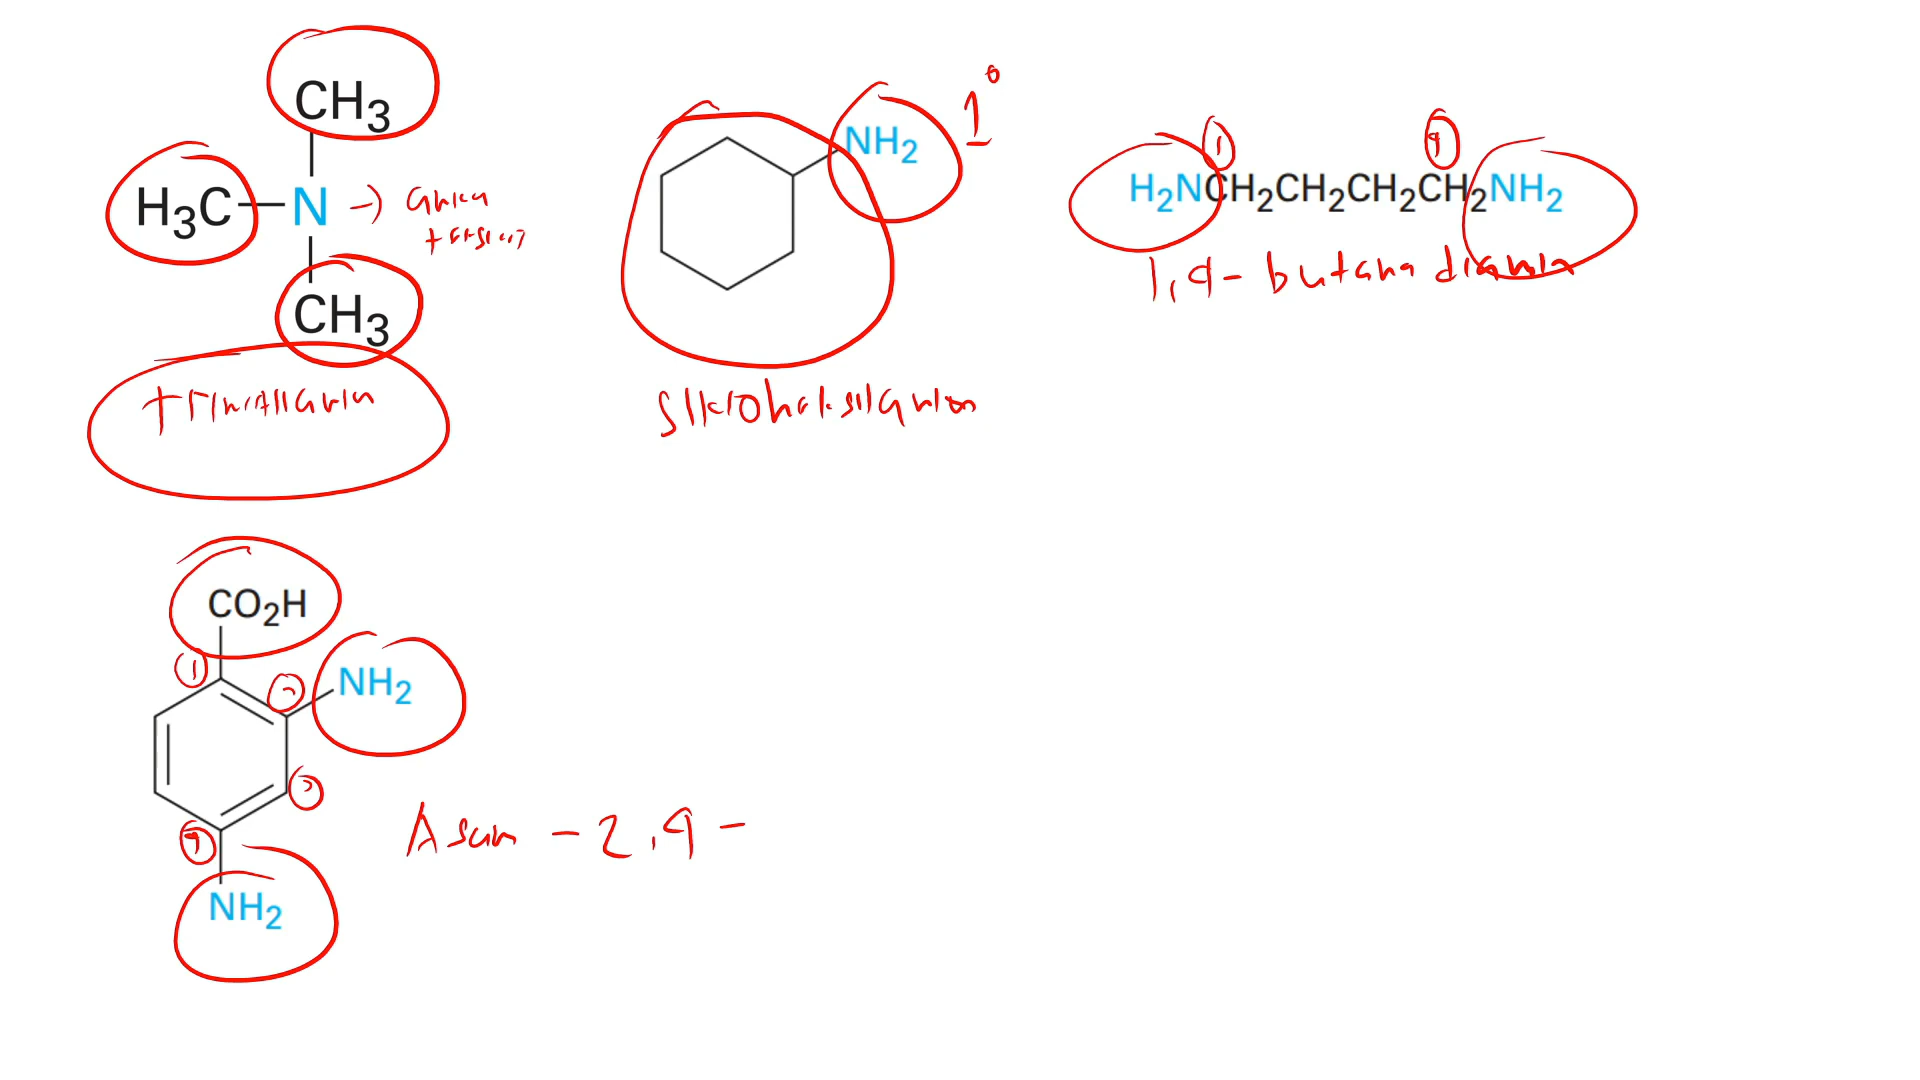 CH3
H3C—N → amina
tersier
CH3
trimetilamin
NH2 1°
sikloheksilamin
① ④
H2NCH2CH2CH2CH2NH2
1,4- butana diamin
CO2H
①
② NH2
③
④
NH2
Asam - 2,4 -